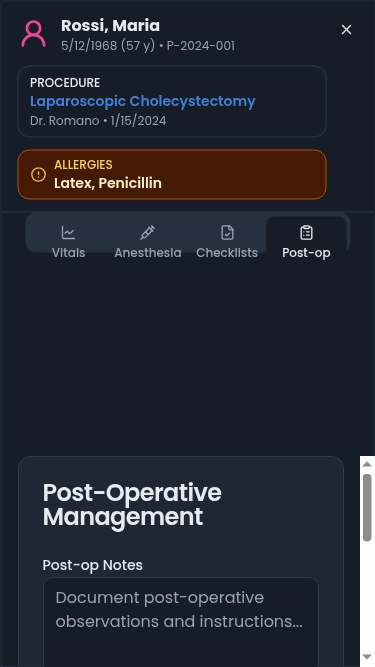 Rossi, Maria
5/12/1968 (57 y) • P-2024-001
PROCEDURE
Laparoscopic Cholecystectomy
Dr. Romano • 1/15/2024
ALLERGIES
Latex, Penicillin
Vitals
Anesthesia
Checklists
Post-op
Post-Operative
Management
Post-op Notes
Document post-operative
observations and instructions...